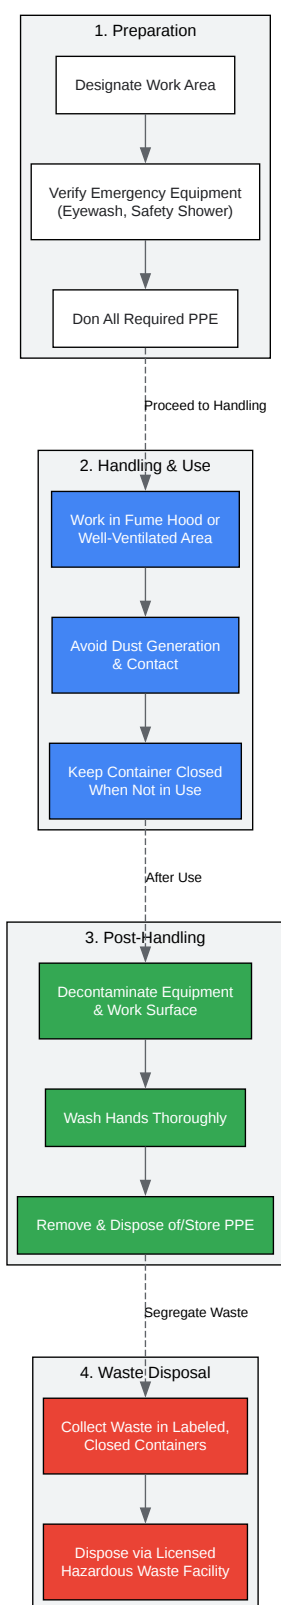 1. Preparation
Designate Work Area
Verify Emergency Equipment
(Eyewash, Safety Shower)
Don All Required PPE
Proceed to Handling
2. Handling & Use
Work in Fume Hood or
Well-Ventilated Area
Avoid Dust Generation
& Contact
Keep Container Closed
When Not in Use
After Use
3. Post-Handling
Decontaminate Equipment
& Work Surface
Wash Hands Thoroughly
Remove & Dispose of/Store PPE
Segregate Waste
4. Waste Disposal
Collect Waste in Labeled,
Closed Containers
Dispose via Licensed
Hazardous Waste Facility